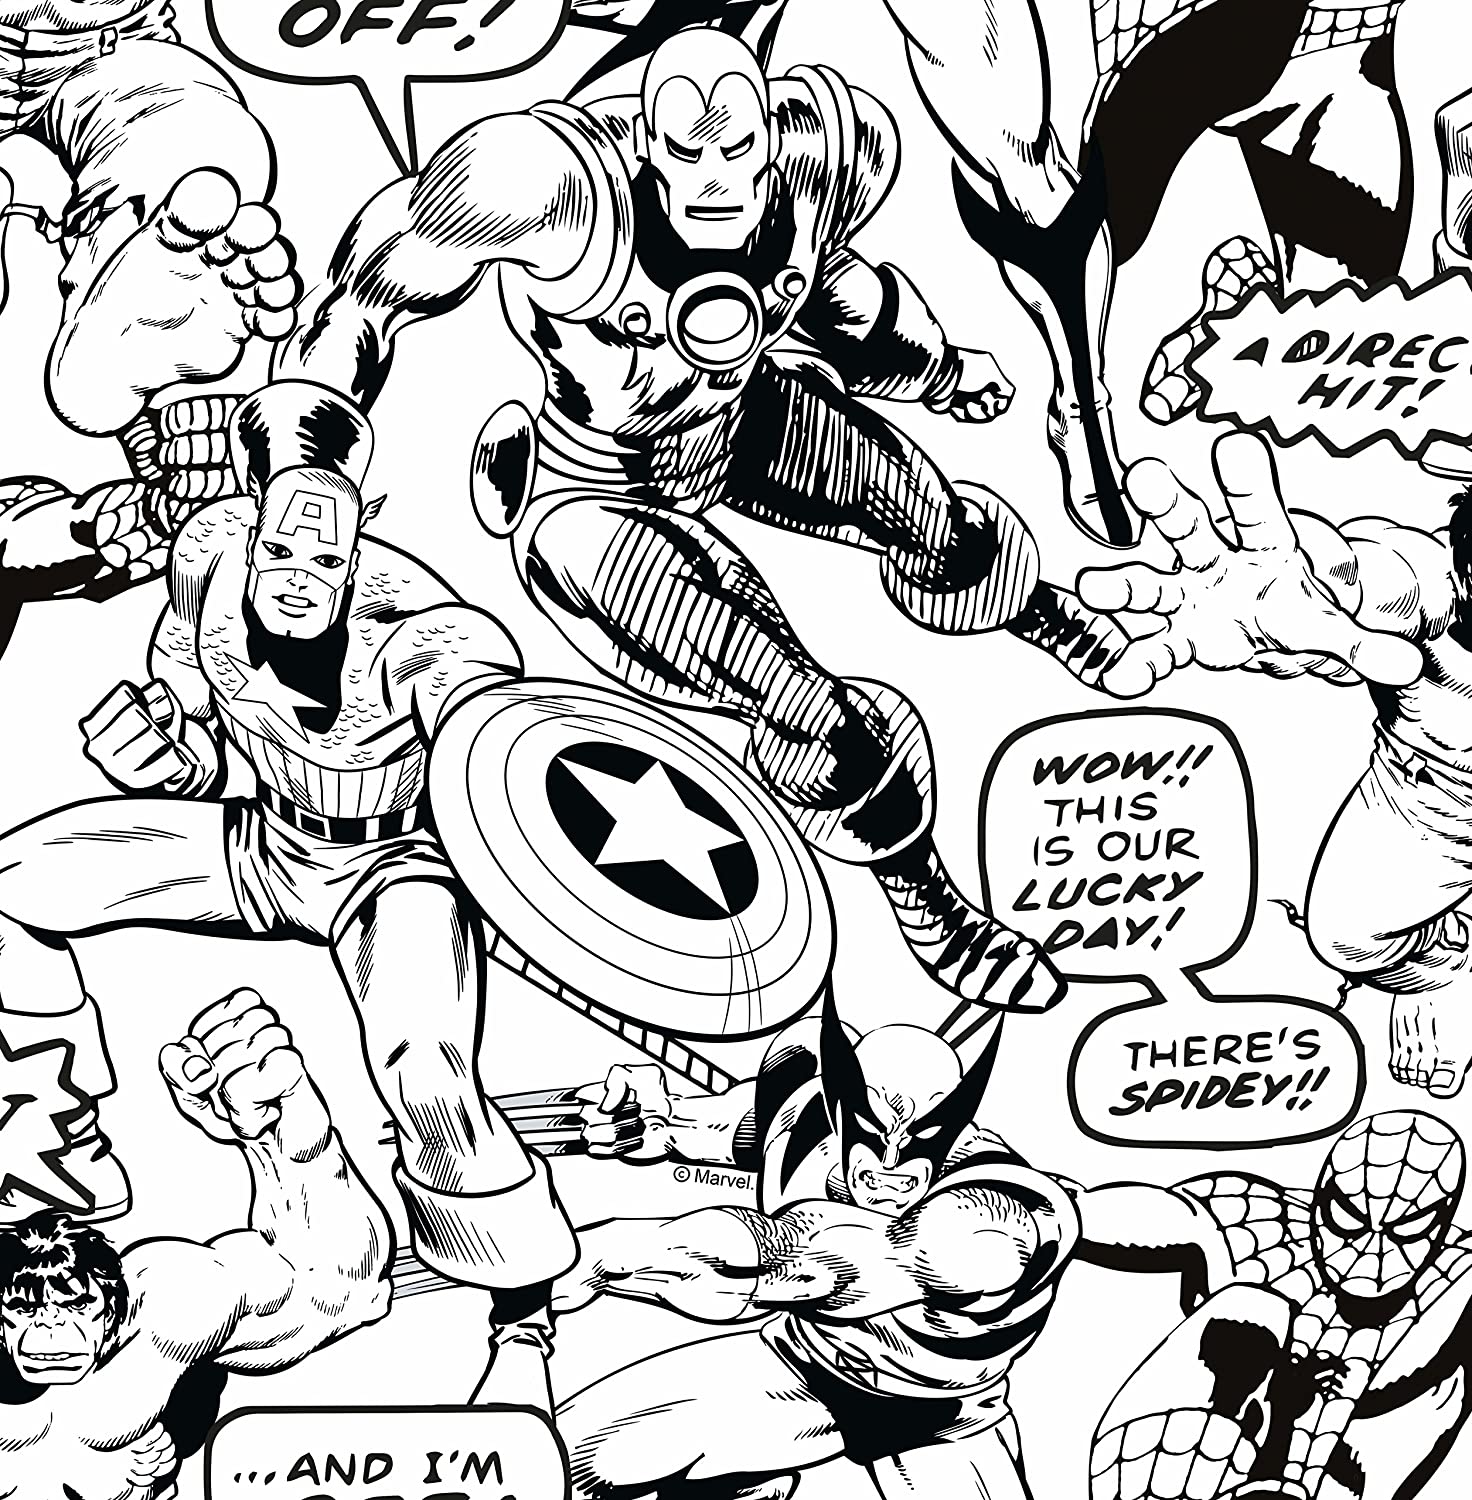 OFF!
A DIREC
HIT!
A
WOW!!
THIS
IS OUR
LUCKY
DAY!
THERE'S
SPIDEY!!
© Marvel.
...AND I'M